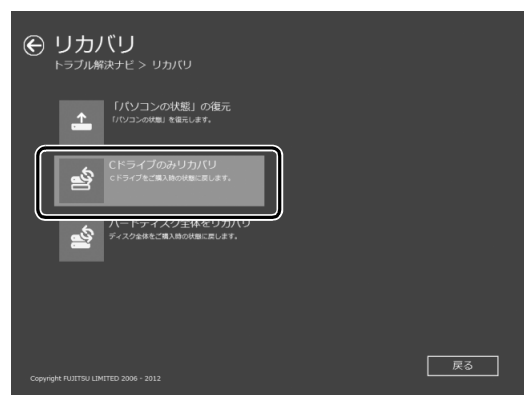 リカバリ
トラブル解決ナビ > リカバリ
「パソコンの状態」の復元
「パソコンの状態」を復元します。
Cドライブのみリカバリ
Cドライブをご購入時の状態に戻します。
ハードディスク全体をリカバリ
ディスク全体をご購入時の状態に戻します。
戻る
Copyright FUJITSU LIMITED 2006 - 2012